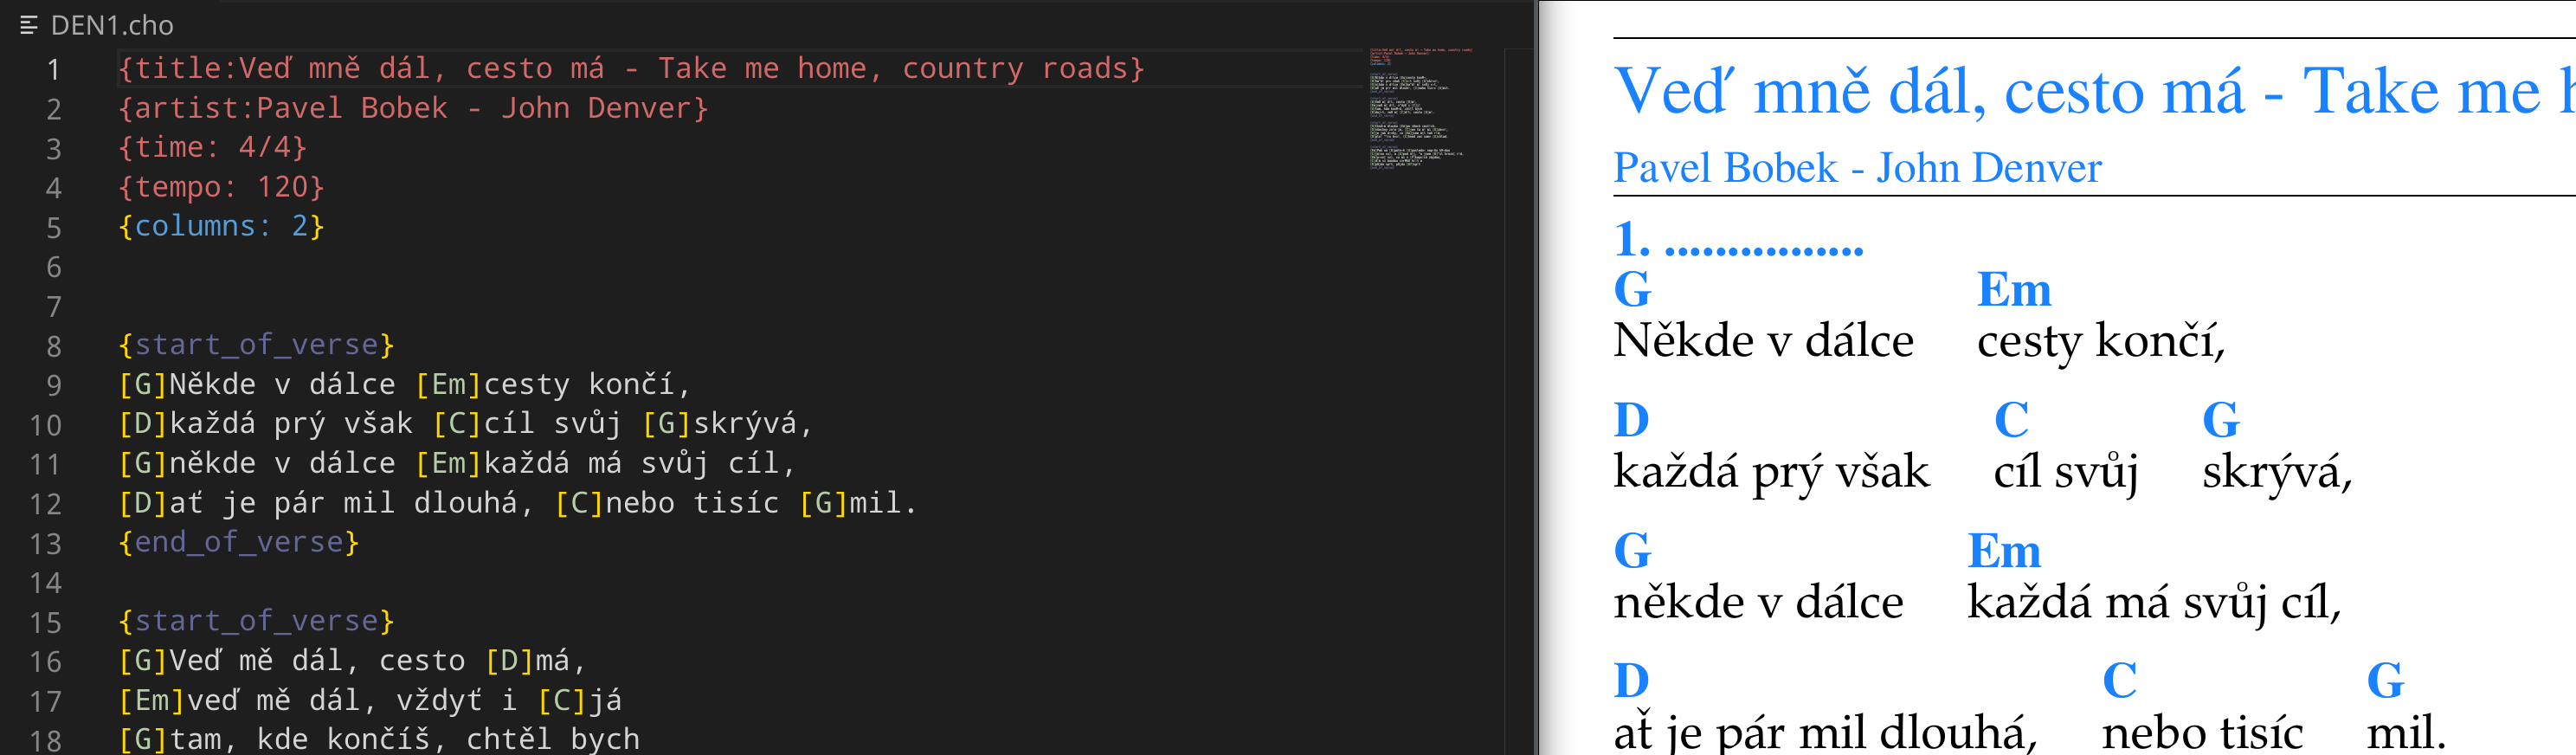 DEN1.cho
1 {title:Veď mně dál, cesto má - Take me home, country roads}
2 {artist:Pavel Bobek - John Denver}
3 {time: 4/4}
4 {tempo: 120}
5 {columns: 2}
6
7
8 {start_of_verse}
9 [G]Někde v dálce [Em]cesty končí,
10 [D]každá prý však [C]cíl svůj [G]skrývá,
11 [G]někde v dálce [Em]každá má svůj cíl,
12 [D]ať je pár mil dlouhá, [C]nebo tisíc [G]mil.
13 {end_of_verse}
14
15 {start_of_verse}
16 [G]Veď mě dál, cesto [D]má,
17 [Em]veď mě dál, vždyť i [C]já
18 [G]tam, kde končíš, chtěl bych
Veď mně dál, cesto má - Take me h
Pavel Bobek - John Denver
1. ................
G Em
Někde v dálce cesty končí,
D C G
každá prý však cíl svůj skrývá,
G Em
někde v dálce každá má svůj cíl,
D C G
ať je pár mil dlouhá, nebo tisíc mil.